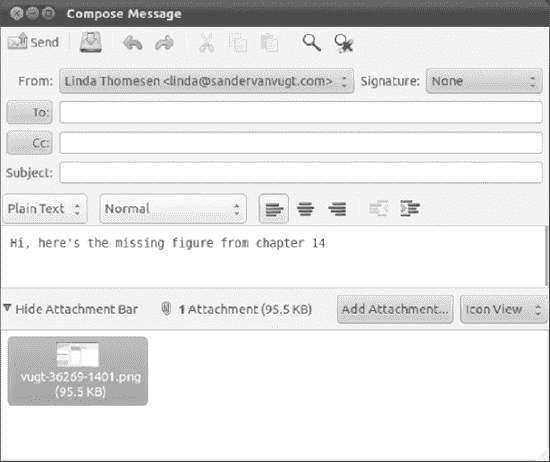 Compose Message
Send
From: Linda Thomesen <linda@sandervanvugt.com> Signature: None
To:
Cc:
Subject:
Plain Text Normal
Hi, here's the missing figure from chapter 14
Hide Attachment Bar 1 Attachment (95.5 KB) Add Attachment... Icon View
vugt-36269-1401.png
(95.5 KB)